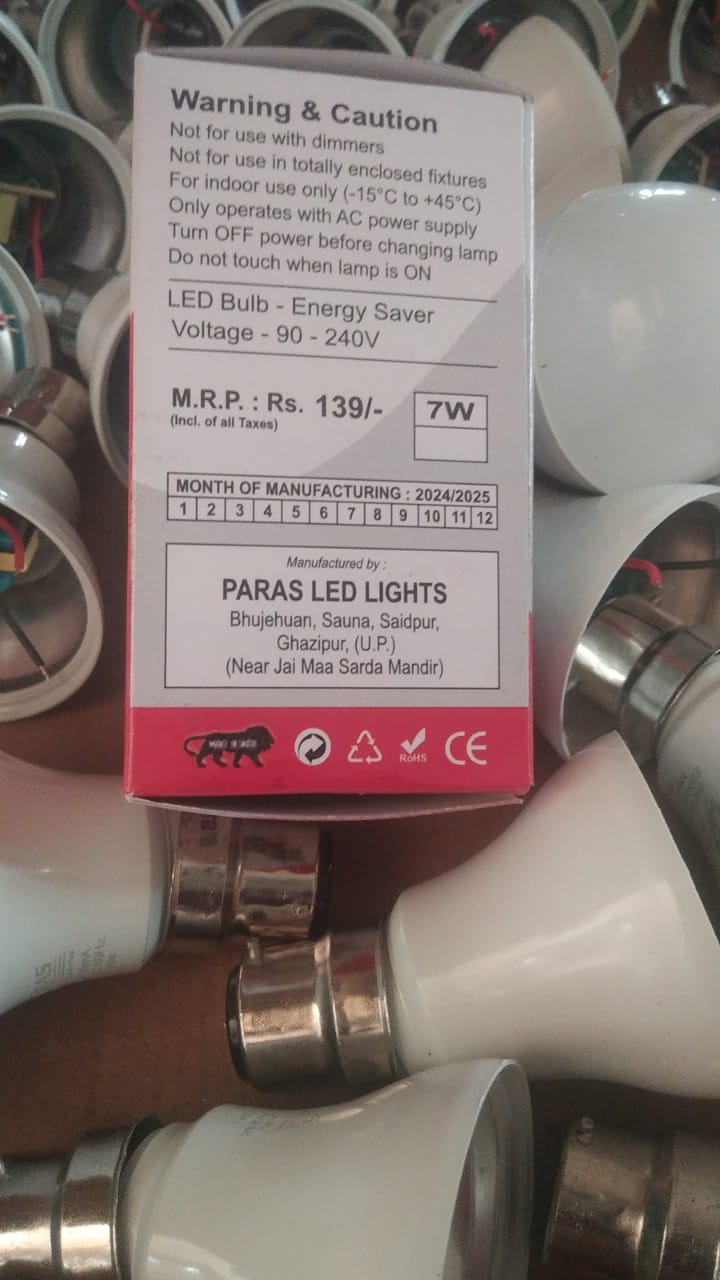 Warning & Caution
Not for use with dimmers
Not for use in totally enclosed fixtures
For indoor use only (-15°C to +45°C)
Only operates with AC power supply
Turn OFF power before changing lamp
Do not touch when lamp is ON
LED Bulb - Energy Saver
Voltage - 90 - 240V
M.R.P. : Rs. 139/-
(Incl. of all Taxes)
7W
MONTH OF MANUFACTURING : 2024/2025
1 2 3 4 5 6 7 8 9 10 11 12
Manufactured by :
PARAS LED LIGHTS
Bhujehuan, Sauna, Saidpur,
Ghazipur, (U.P.)
(Near Jai Maa Sarda Mandir)
MAKE IN INDIA
RoHS
CE